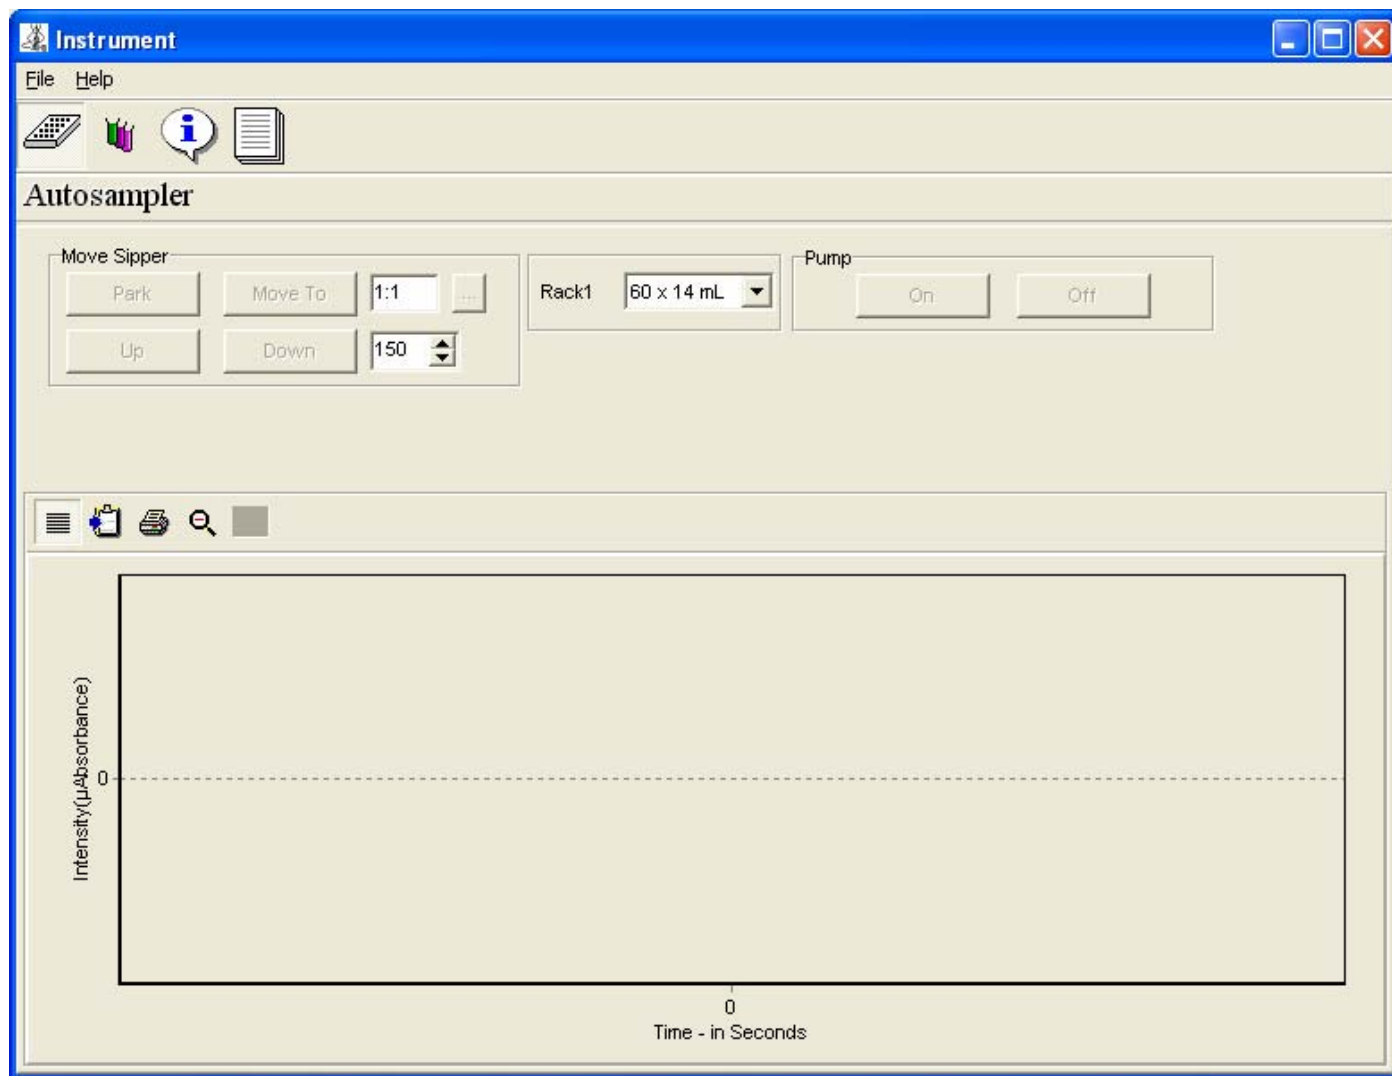 Instrument
File Help
Autosampler
Move Sipper
Park Move To 1:1 ...
Up Down 150
Rack1 60 x 14 mL
Pump
On Off
Intensity(µAbsorbance)
0
0
Time - in Seconds